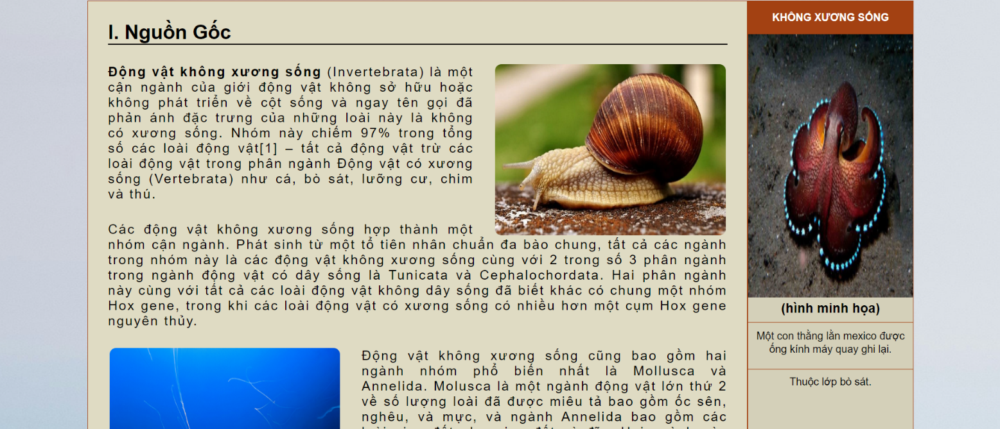 I. Nguồn Gốc
Động vật không xương sống (Invertebrata) là một
cận ngành của giới động vật không sở hữu hoặc
không phát triển về cột sống và ngay tên gọi đã
phản ánh đặc trưng của những loài này là không
có xương sống. Nhóm này chiếm 97% trong tổng
số các loài động vật[1] – tất cả động vật trừ các
loài động vật trong phân ngành Động vật có xương
sống (Vertebrata) như cá, bò sát, lưỡng cư, chim
và thú.
Các động vật không xương sống hợp thành một
nhóm cận ngành. Phát sinh từ một tổ tiên nhân chuẩn đa bào chung, tất cả các ngành
trong nhóm này là các động vật không xương sống cùng với 2 trong số 3 phân ngành
trong ngành động vật có dây sống là Tunicata và Cephalochordata. Hai phân ngành
này cùng với tất cả các loài động vật không dây sống đã biết khác có chung một nhóm
Hox gene, trong khi các loài động vật có xương sống có nhiều hơn một cụm Hox gene
nguyên thủy.
Động vật không xương sống cũng bao gồm hai
ngành nhóm phổ biến nhất là Mollusca và
Annelida. Molusca là một ngành động vật lớn thứ 2
về số lượng loài đã được miêu tả bao gồm ốc sên,
nghêu, và mực, và ngành Annelida bao gồm các
KHÔNG XƯƠNG SỐNG
(hình minh họa)
Một con thằng lằn mexico được
ống kính máy quay ghi lại.
Thuộc lớp bò sát.